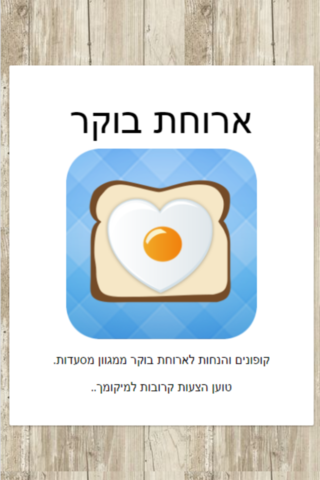 ארוחת בוקר
קופונים והנחות לארוחת בוקר ממגוון מסעדות.
טוען הצעות קרובות למיקומך..